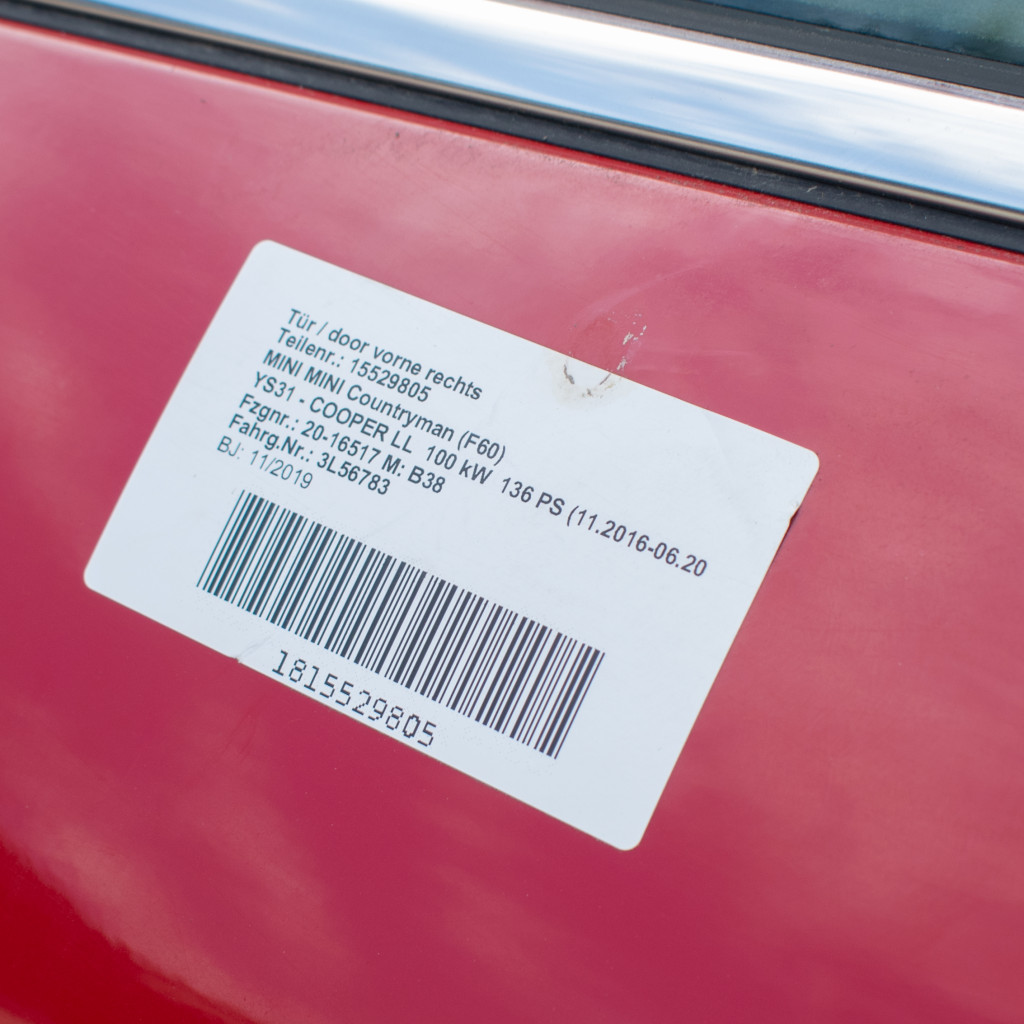 Tür / door vorne rechts
Teilenr.: 15529805
MINI MINI Countryman (F60)
YS31 - COOPER LL 100 kW 136 PS (11.2016-06.20
Fzgnr.: 20-16517 M: B38
Fahrg.Nr.: 3L56783
BJ: 11/2019
1815529805